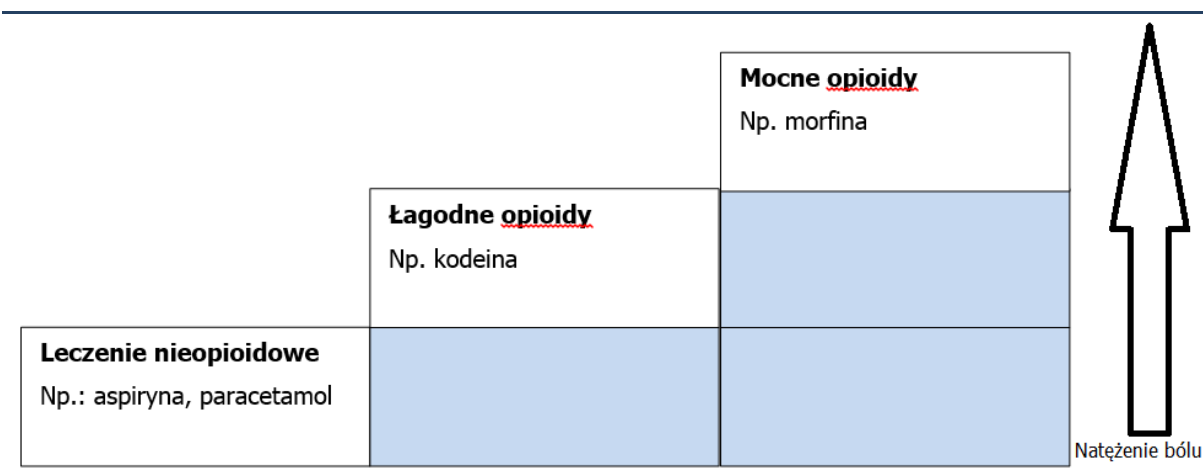 Mocne opioidy
Np. morfina
Łagodne opioidy
Np. kodeina
Leczenie nieopioidowe
Np.: aspiryna, paracetamol
Natężenie bólu